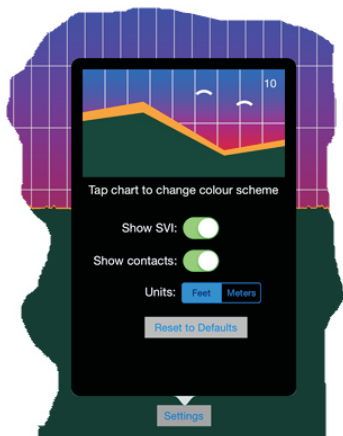 10
Tap chart to change colour scheme
Show SVI:
Show contacts:
Units: Feet Meters
Reset to Defaults
Settings